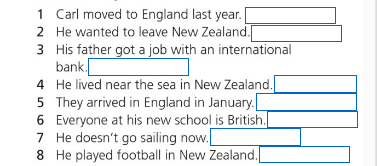 1 Carl moved to England last year.
2 He wanted to leave New Zealand.
3 His father got a job with an international
bank.
4 He lived near the sea in New Zealand.
5 They arrived in England in January.
6 Everyone at his new school is British.
7 He doesn't go sailing now.
8 He played football in New Zealand.